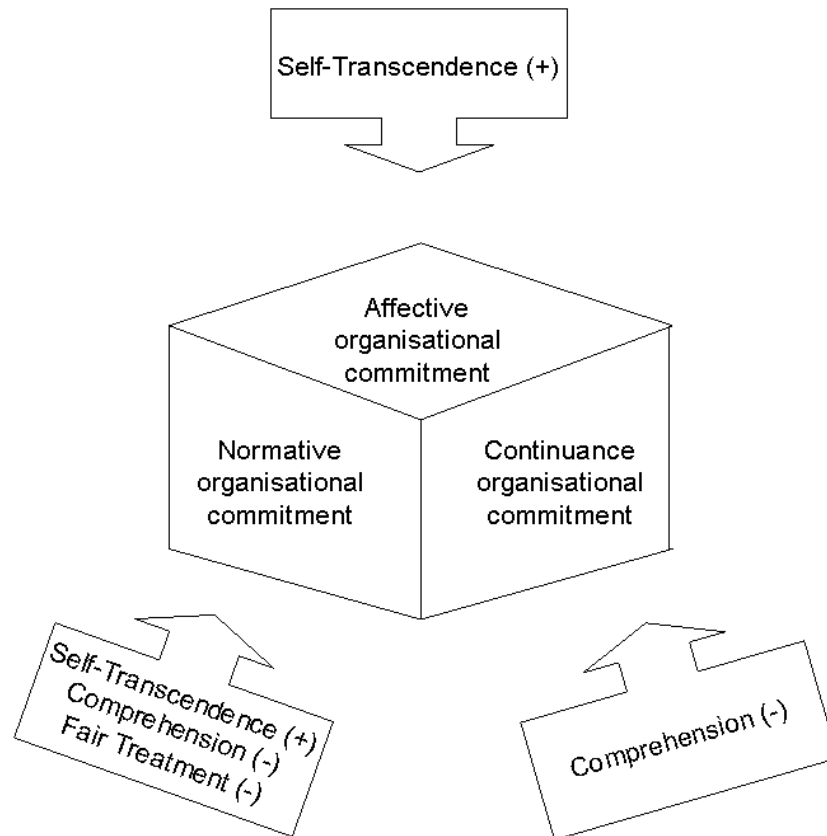 Self-Transcendence (+)
Affective
organisational
commitment
Normative
organisational
commitment
Continuance
organisational
commitment
Self-Transcendence (+)
Comprehension (-)
Fair Treatment (-)
Comprehension (-)